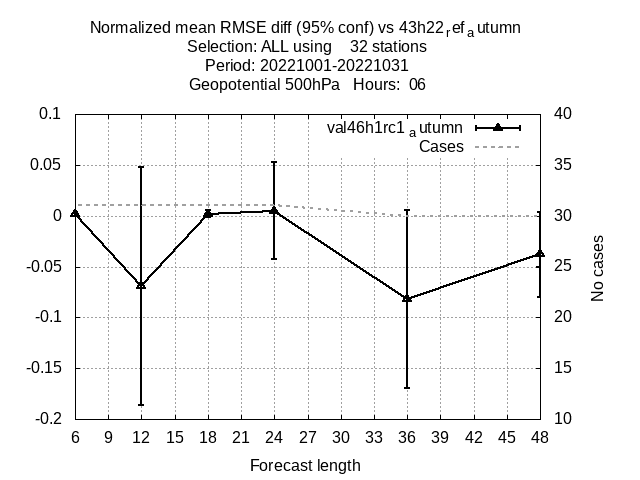 Normalized mean RMSE diff (95% conf) vs 43h22refautumn
Selection: ALL using 32 stations
Period: 20221001-20221031
Geopotential 500hPa Hours: 06
val46h1rc1autumn
Cases
0.1
0.05
0
-0.05
-0.1
-0.15
-0.2
40
35
30
25
20
15
10
No cases
6 9 12 15 18 21 24 27 30 33 36 39 42 45 48
Forecast length